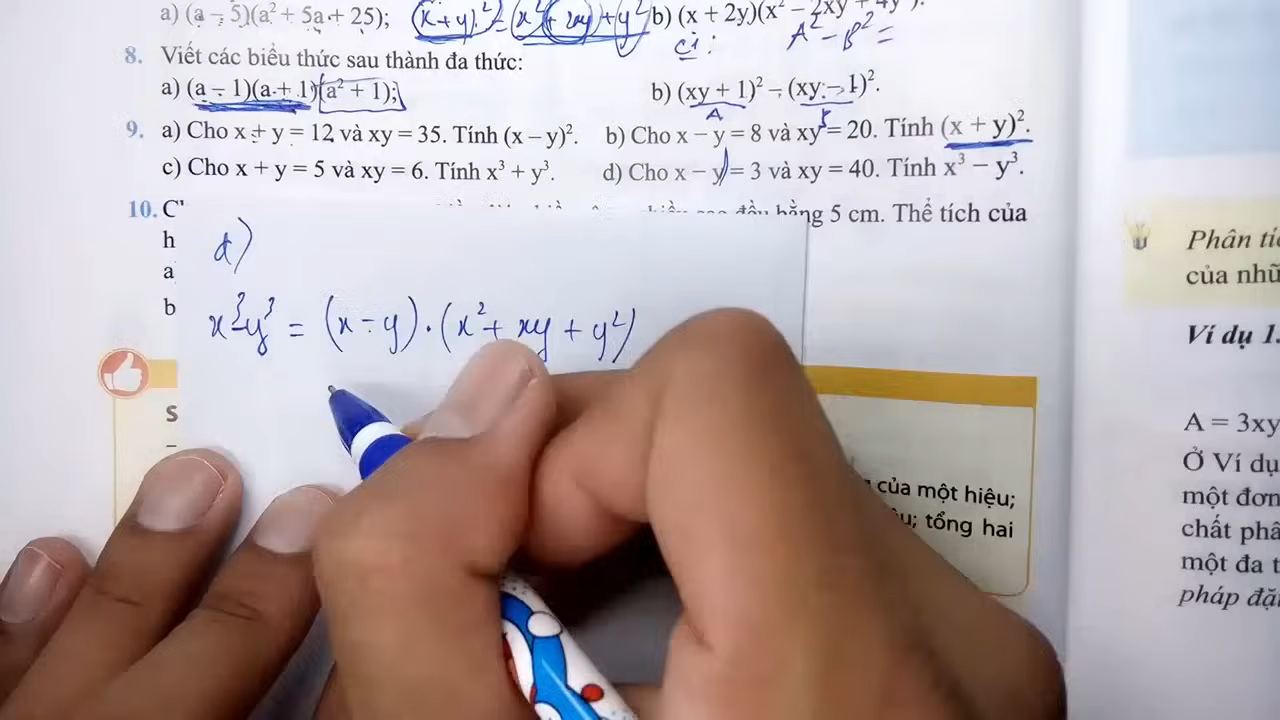 a) (a – 5)(a² + 5a + 25); (x+y)² = x² + 2xy + y² b) (x + 2y)(x² – 2xy + 4y²).
c1: A² – B² =
8. Viết các biểu thức sau thành đa thức:
a) (a – 1)(a + 1)(a² + 1); b) (xy + 1)² – (xy – 1)².
A B
9. a) Cho x + y = 12 và xy = 35. Tính (x – y)². b) Cho x – y = 8 và xy = 20. Tính (x + y)².
c) Cho x + y = 5 và xy = 6. Tính x³ + y³. d) Cho x – y = 3 và xy = 40. Tính x³ – y³.
10. đều bằng 5 cm. Thể tích của
h
a
b
d)
x³-y³ = (x – y) . (x² + xy + y²)
S
–
của một hiệu;
tổng hai
Phân
của
Ví dụ 1.
A = 3xy
Ở Ví dụ
một đơn
chất
một đa
pháp